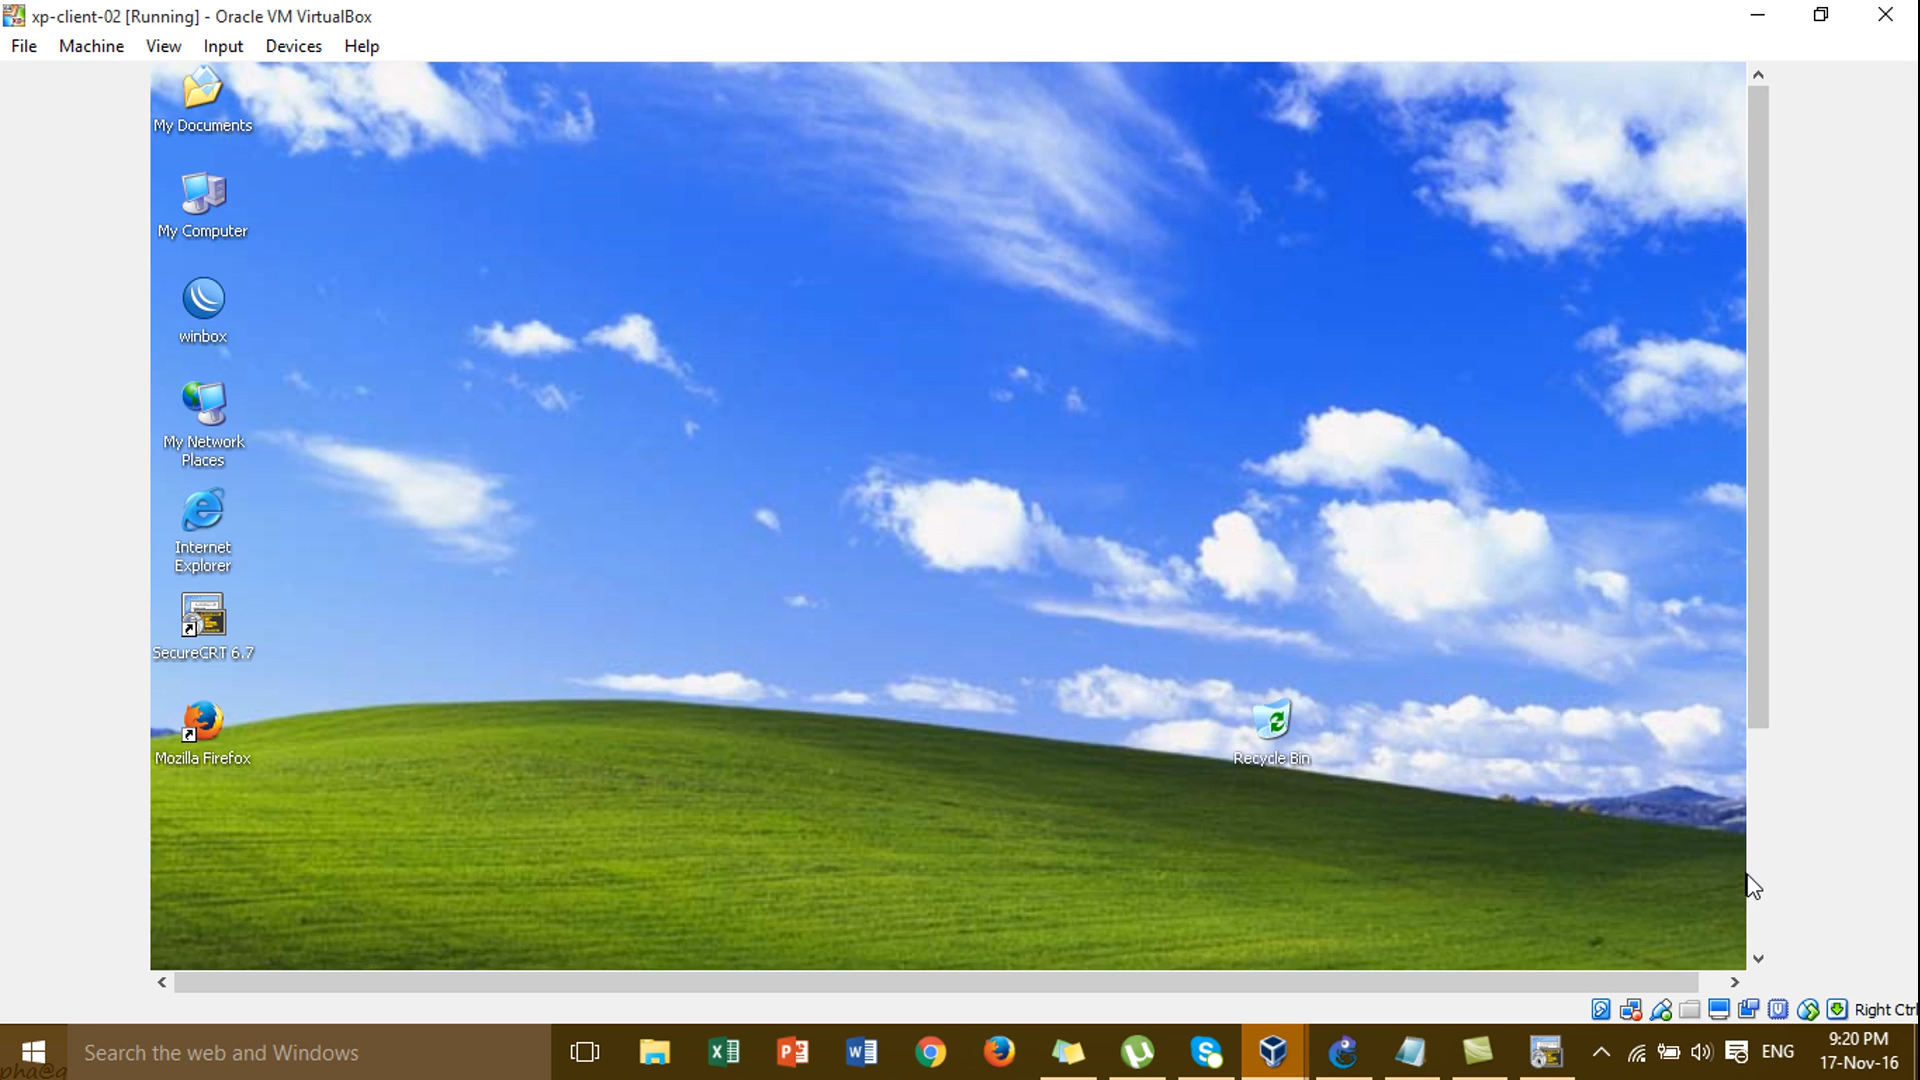 xp-client-02 [Running] - Oracle VM VirtualBox
File Machine View Input Devices Help
My Documents
My Computer
winbox
My Network
Places
Internet
Explorer
SecureCRT 6.7
Mozilla Firefox
Recycle Bin
Right Ctrl
Search the web and Windows
ENG
9:20 PM
17-Nov-16